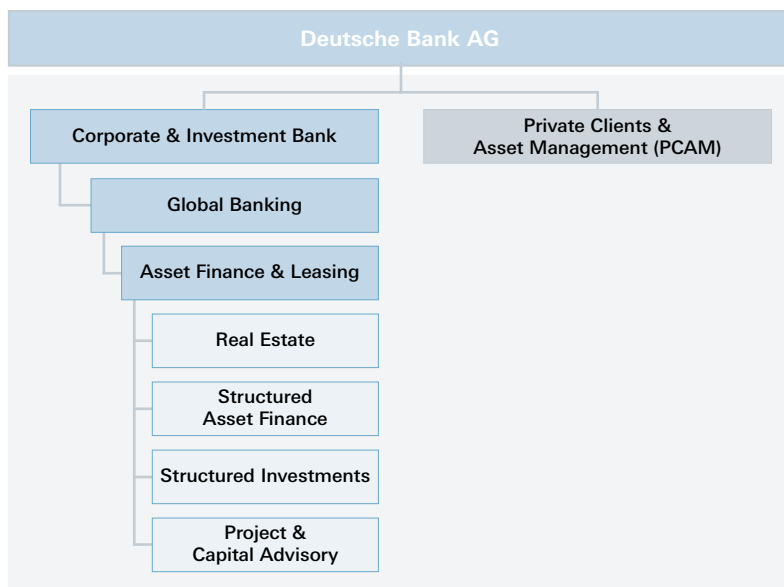 Deutsche Bank AG
Corporate & Investment Bank
Private Clients &
Asset Management (PCAM)
Global Banking
Asset Finance & Leasing
Real Estate
Structured
Asset Finance
Structured Investments
Project &
Capital Advisory